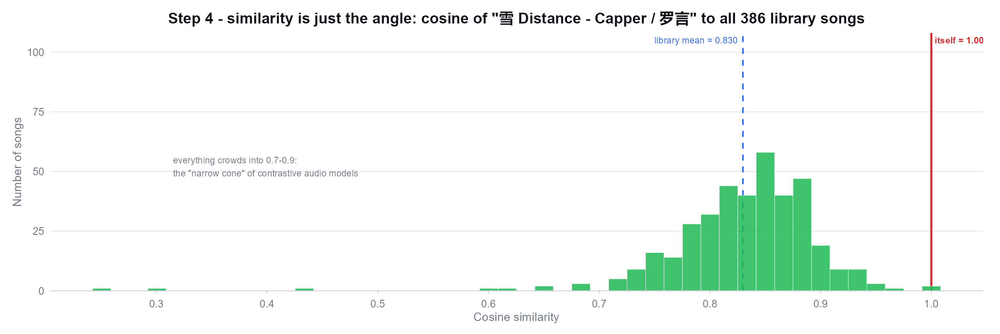 Step 4 - similarity is just the angle: cosine of "雪 Distance - Capper / 罗言" to all 386 library songs
library mean = 0.830
itself = 1.00
100
75
50
25
0
Number of songs
everything crowds into 0.7-0.9:
the "narrow cone" of contrastive audio models
0.3 0.4 0.5 0.6 0.7 0.8 0.9 1.0
Cosine similarity